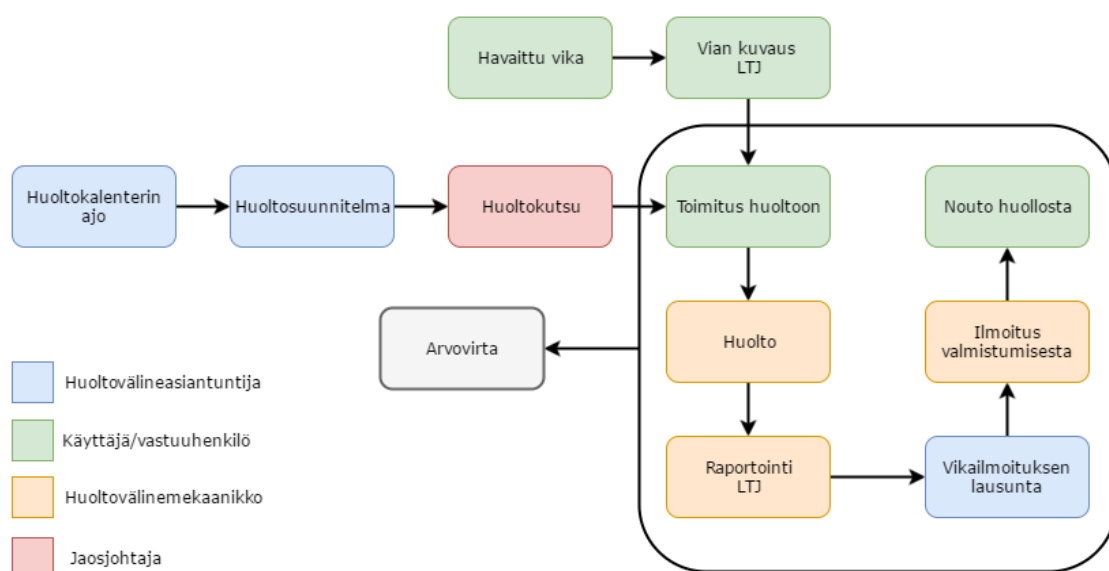 Havaittu vika
Vian kuvaus
LTJ
Huoltokalenterin
ajo
Huoltosuunnitelma
Huoltokutsu
Toimitus huoltoon
Nouto huollosta
Arvovirta
Huolto
Ilmoitus
valmistumisesta
Raportointi
LTJ
Vikailmoituksen
lausunta
Huoltovälineasiantuntija
Käyttäjä/vastuuhenkilö
Huoltovälinemekaanikko
Jaosjohtaja